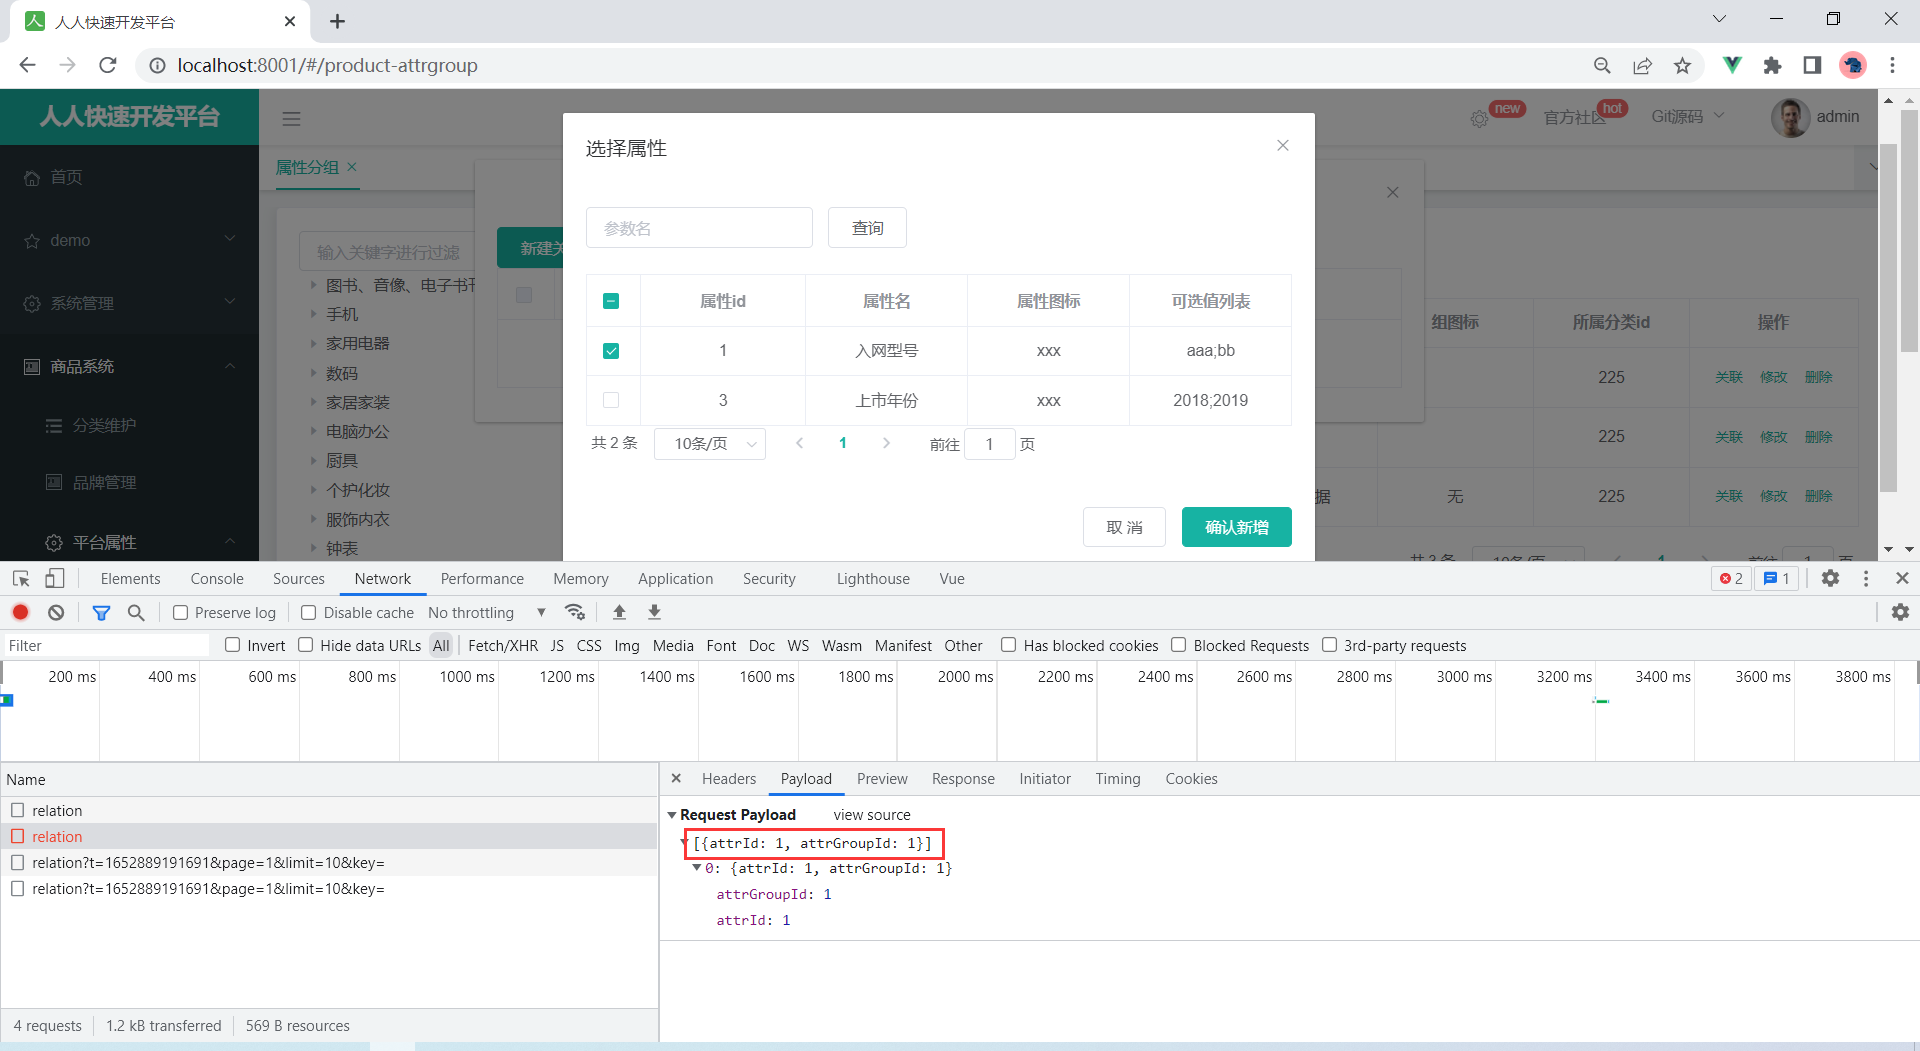 人人快速开发平台
localhost:8001/#/product-attrgroup
人人快速开发平台
new
官方社区
hot
Git源码
admin
首页
demo
系统管理
商品系统
分类维护
品牌管理
平台属性
属性分组
输入关键字进行过滤
图书、音像、电子书刊
手机
家用电器
数码
家居家装
电脑办公
厨具
个护化妆
服饰内衣
钟表
新建关
选择属性
参数名
查询
属性id 属性名 属性图标 可选值列表
1 入网型号 xxx aaa;bb
3 上市年份 xxx 2018;2019
共 2 条 10条/页 1 前往 1 页
取 消 确认新增
组图标 所属分类id 操作
225 关联 修改 删除
225 关联 修改 删除
据 无 225 关联 修改 删除
共 3 条 10条/页 1 前往 1 页
Elements Console Sources Network Performance Memory Application Security Lighthouse Vue 2 1
Preserve log Disable cache No throttling
Filter Invert Hide data URLs All Fetch/XHR JS CSS Img Media Font Doc WS Wasm Manifest Other Has blocked cookies Blocked Requests 3rd-party requests
200 ms 400 ms 600 ms 800 ms 1000 ms 1200 ms 1400 ms 1600 ms 1800 ms 2000 ms 2200 ms 2400 ms 2600 ms 2800 ms 3000 ms 3200 ms 3400 ms 3600 ms 3800 ms
Name
relation
relation
relation?t=1652889191691&page=1&limit=10&key=
relation?t=1652889191691&page=1&limit=10&key=
4 requests 1.2 kB transferred 569 B resources
Headers Payload Preview Response Initiator Timing Cookies
Request Payload view source
[{attrId: 1, attrGroupId: 1}]
0: {attrId: 1, attrGroupId: 1}
attrGroupId: 1
attrId: 1